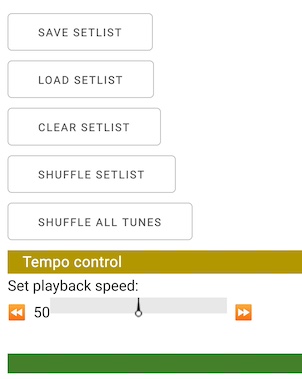 SAVE SETLIST
LOAD SETLIST
CLEAR SETLIST
SHUFFLE SETLIST
SHUFFLE ALL TUNES
Tempo control
Set playback speed:
50